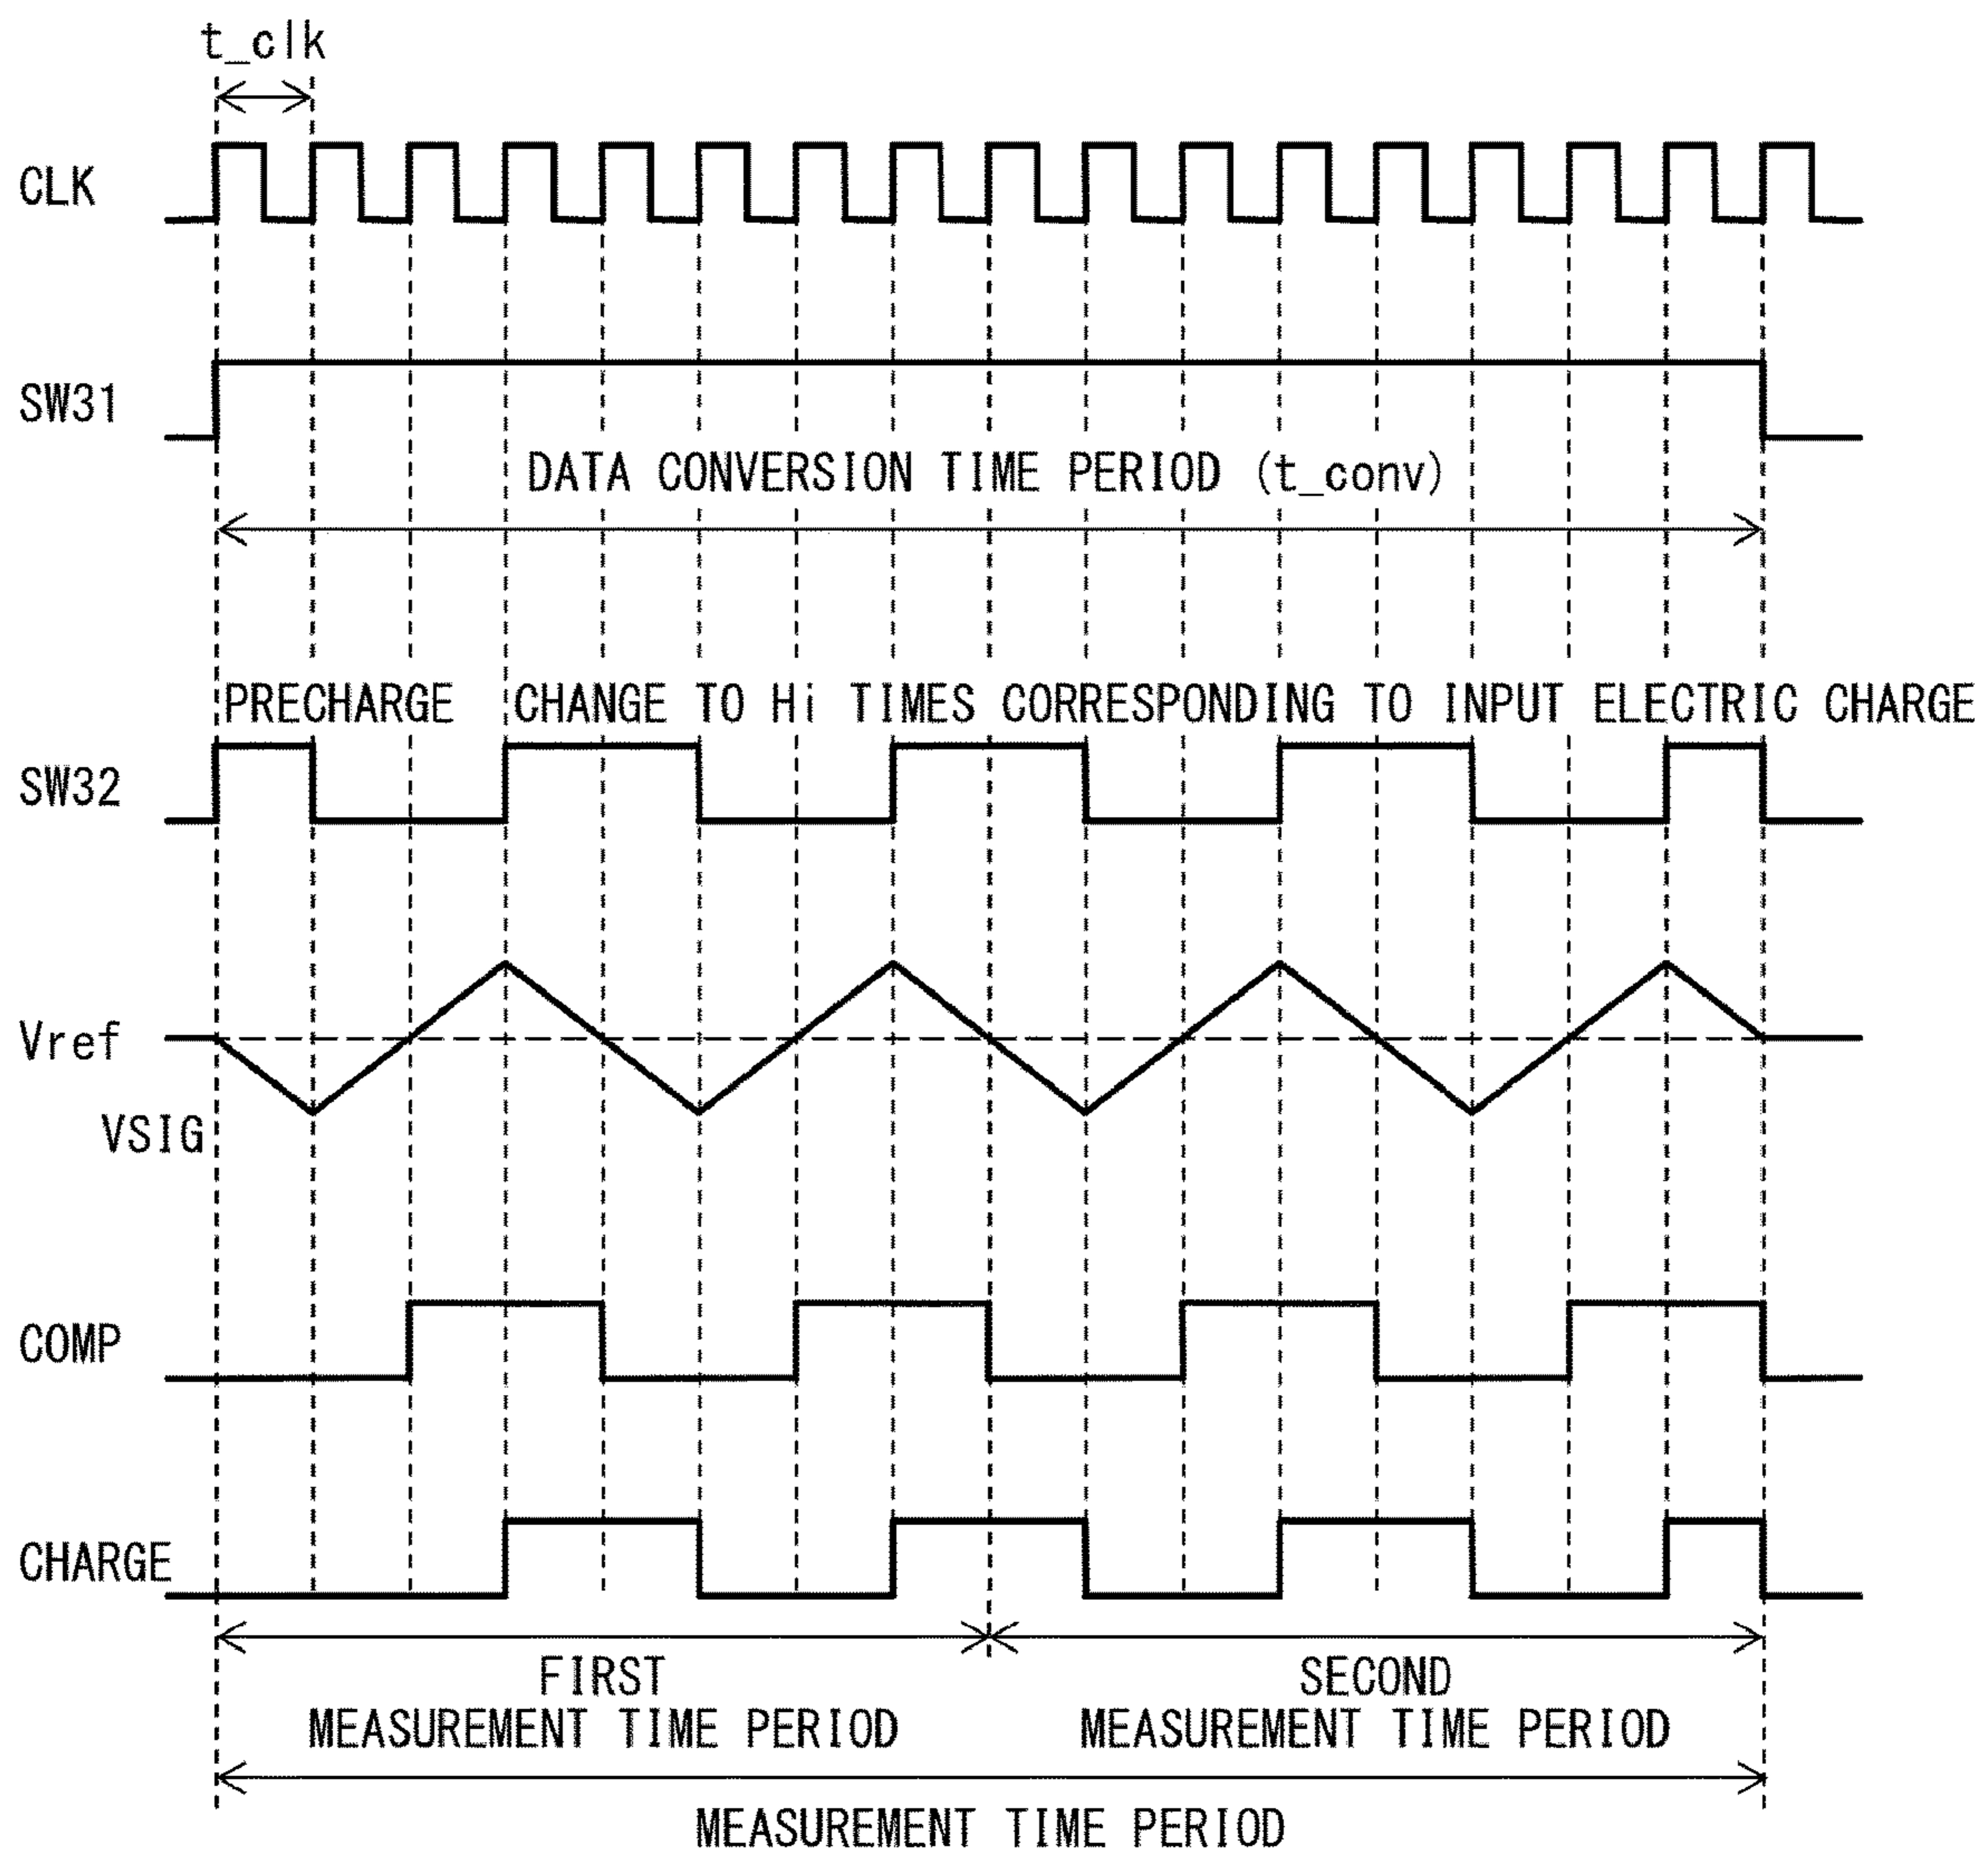 t_clk
CLK
SW31
DATA CONVERSION TIME PERIOD (t_conv)
PRECHARGE
CHANGE TO Hi TIMES CORRESPONDING TO INPUT ELECTRIC CHARGE
SW32
Vref
VSIG
COMP
CHARGE
FIRST
MEASUREMENT TIME PERIOD
SECOND
MEASUREMENT TIME PERIOD
MEASUREMENT TIME PERIOD